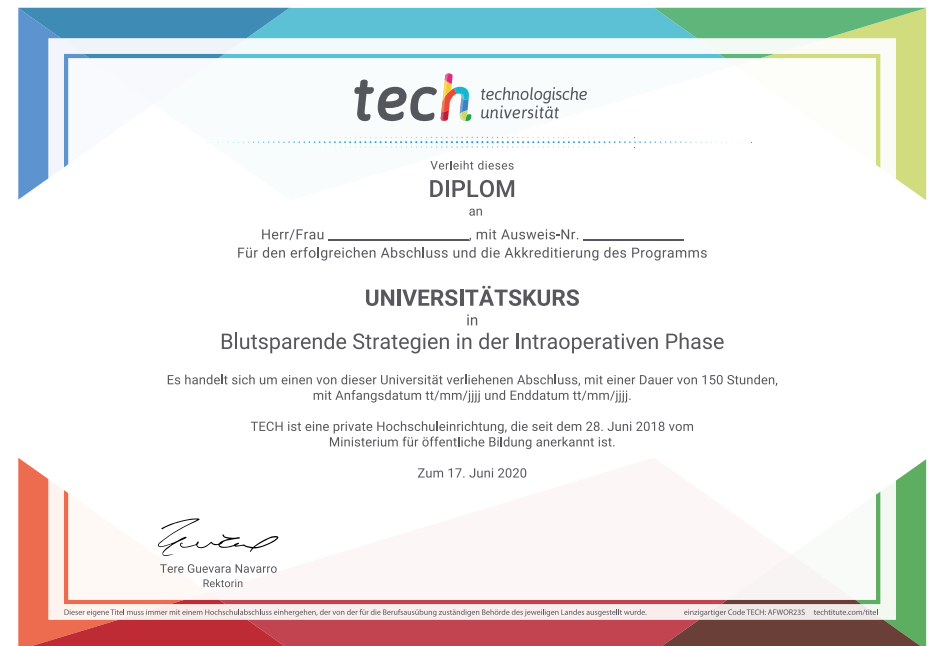 tech technologische
universität
Verleiht dieses
DIPLOM
an
Herr/Frau ________________, mit Ausweis-Nr. ______________
Für den erfolgreichen Abschluss und die Akkreditierung des Programms
UNIVERSITÄTSKURS
in
Blutsparende Strategien in der Intraoperativen Phase
Es handelt sich um einen von dieser Universität verliehenen Abschluss, mit einer Dauer von 150 Stunden,
mit Anfangsdatum tt/mm/jjjj und Enddatum tt/mm/jjjj.
TECH ist eine private Hochschuleinrichtung, die seit dem 28. Juni 2018 vom
Ministerium für öffentliche Bildung anerkannt ist.
Zum 17. Juni 2020
Tere Guevara Navarro
Rektorin
Dieser eigene Titel muss immer mit einem Hochschulabschluss einhergehen, der von der für die Berufsausübung zuständigen Behörde des jeweiligen Landes ausgestellt wurde. einzigartiger Code TECH: AFWOR23S techtitute.com/titel